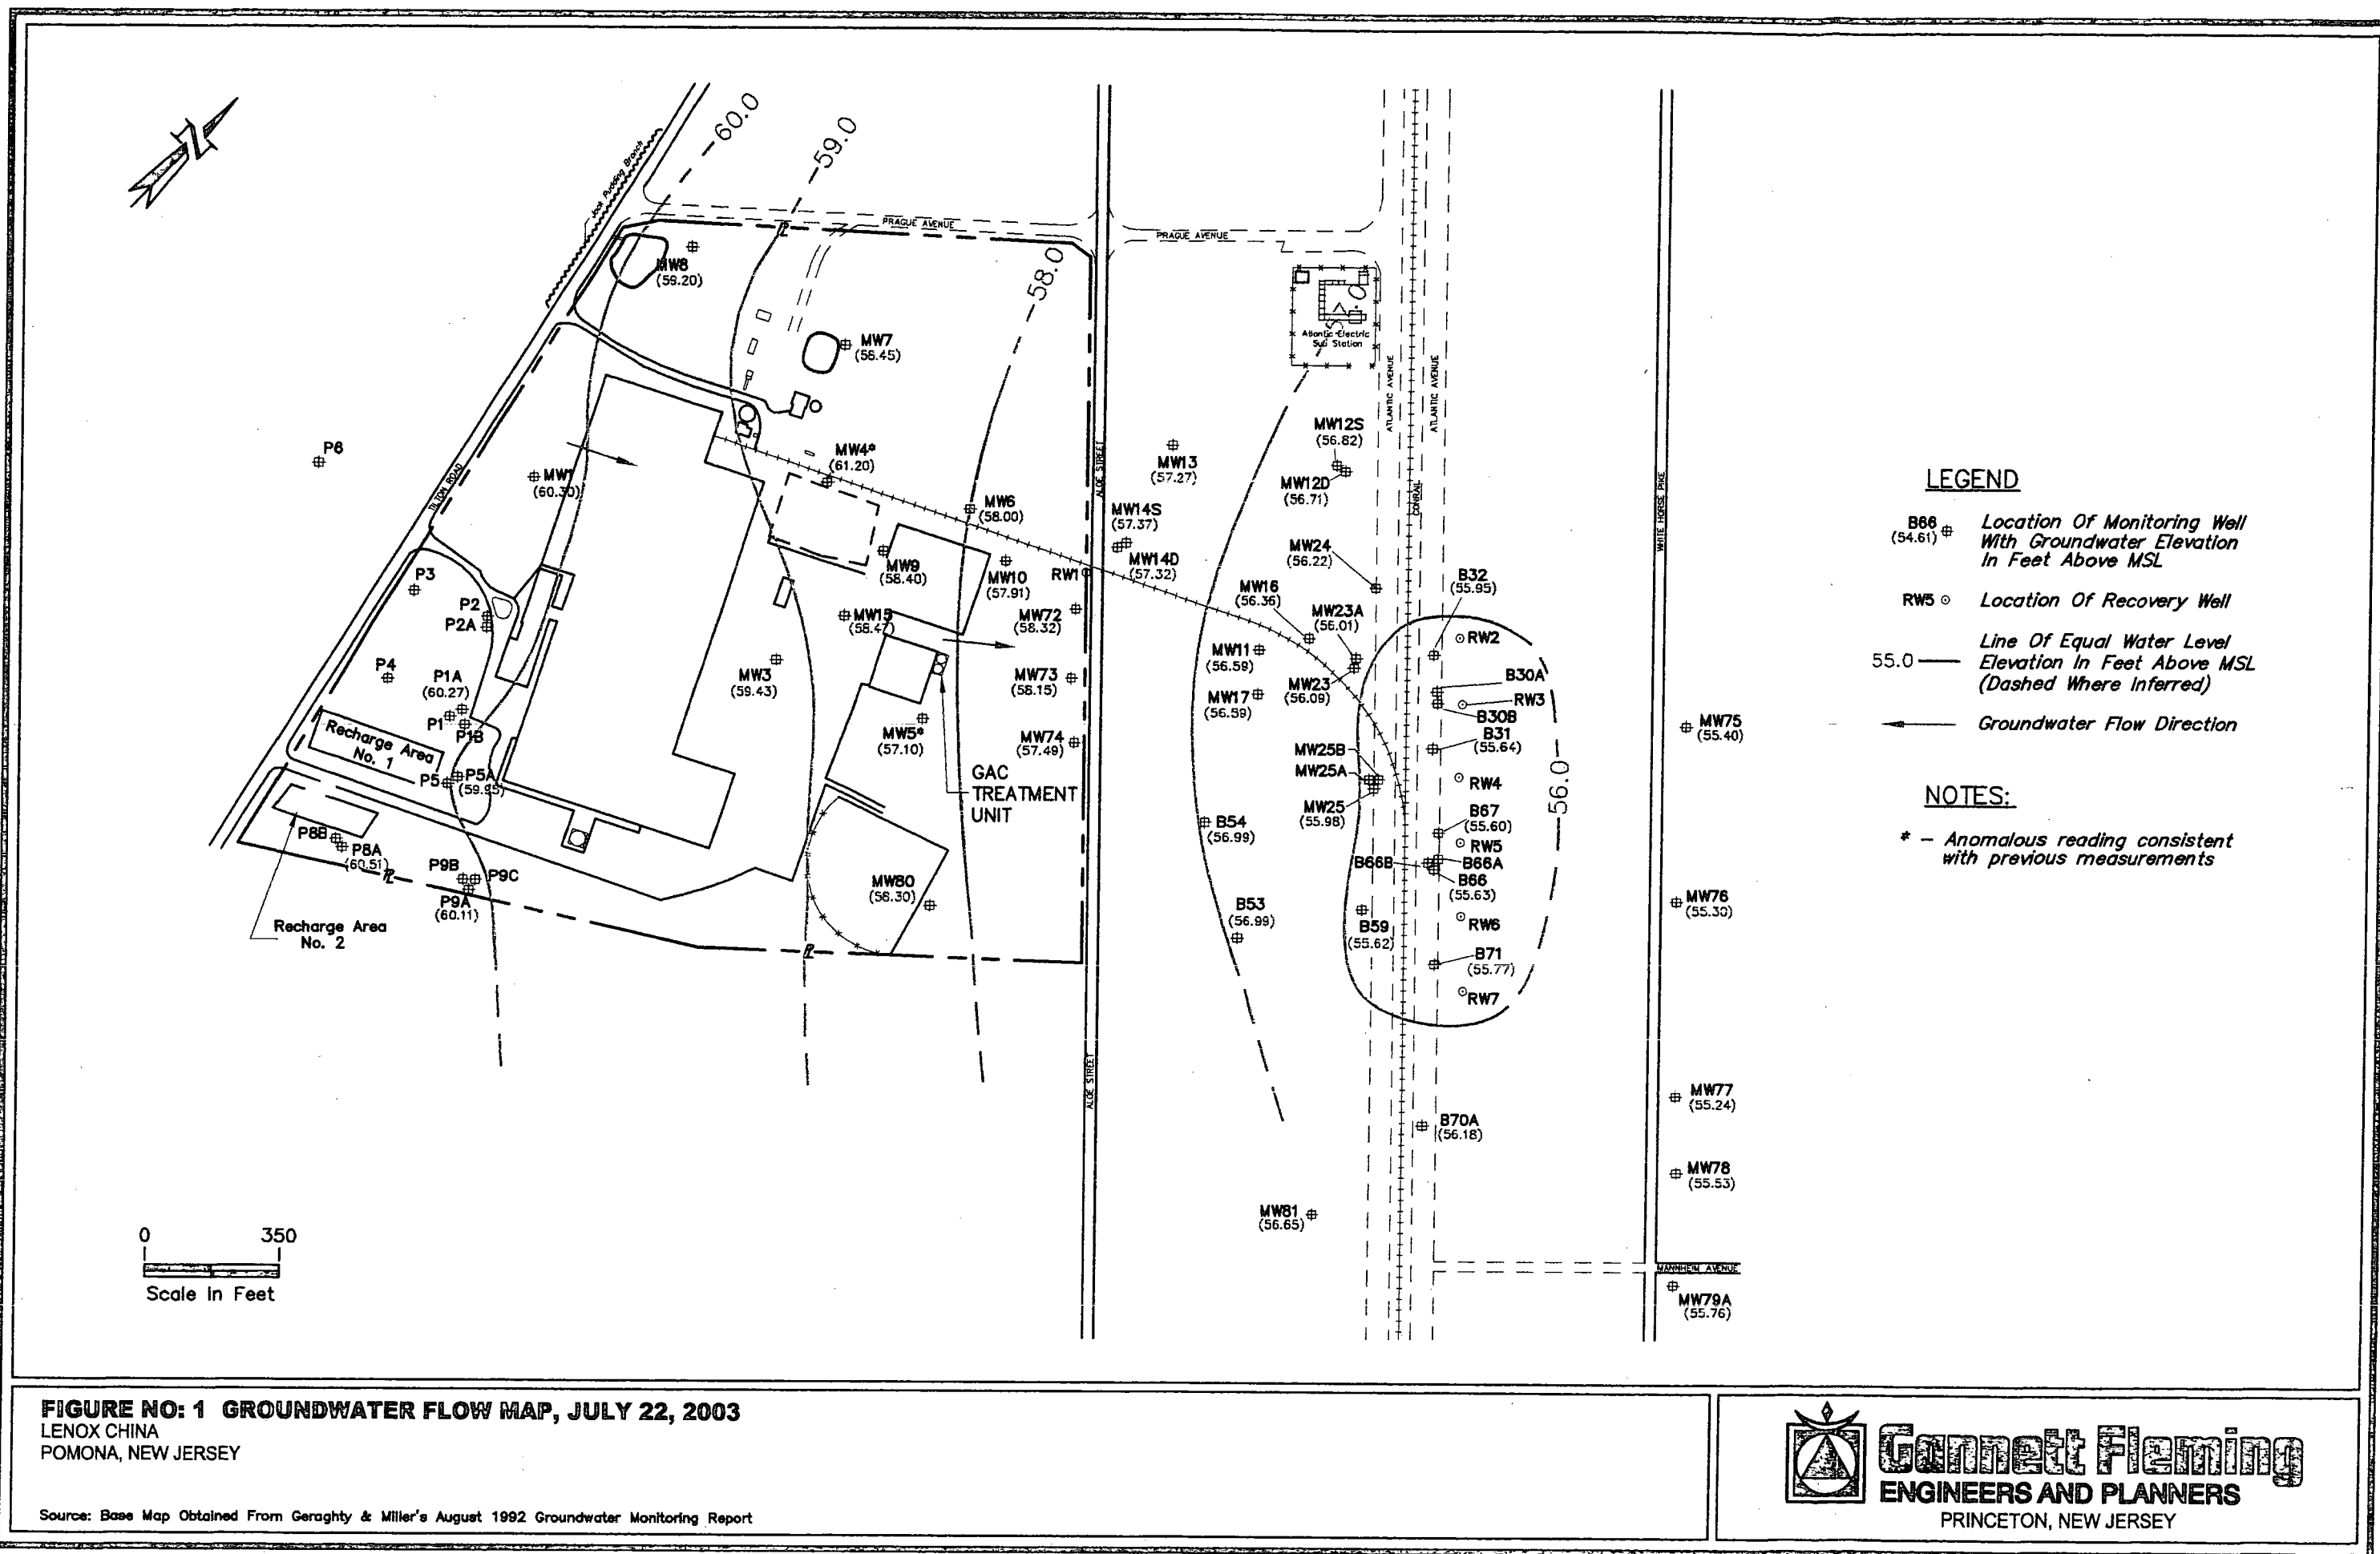 60.0
59.0
58.0
Jack Pudding Branch
PRAGUE AVENUE
PRAGUE AVENUE
MW8
(59.20)
MW7
(58.45)
Atlantic Electric
Sub Station
ATLANTIC AVENUE
ATLANTIC AVENUE
CONRAIL
WHITE HORSE PIKE
ALOE STREET
TILTON ROAD
P6
MW1
(60.30)
MW4*
(61.20)
MW6
(58.00)
MW13
(57.27)
MW12S
(56.82)
MW12D
(56.71)
MW14S
(57.37)
MW14D
(57.32)
RW1
MW9
(58.40)
MW10
(57.91)
MW24
(56.22)
MW16
(56.36)
MW23A
(56.01)
B32
(55.95)
P3
P2
P2A
P4
P1A
(60.27)
P1
P1B
MW15
(58.47)
MW72
(58.32)
MW3
(59.43)
MW73
(58.15)
MW11
(56.59)
MW17
(56.59)
MW23
(56.09)
RW2
B30A
RW3
B30B
B31
(55.64)
MW5*
(57.10)
MW74
(57.49)
MW75
(55.40)
Recharge Area
No. 1
P5
P5A
(59.95)
GAC
TREATMENT
UNIT
MW25B
MW25A
MW25
(55.98)
RW4
56.0
B67
(55.60)
RW5
B54
(56.99)
B66B
B66A
B66
(55.63)
P8B
P8A
(60.51)
P9B
P9C
P9A
(60.11)
MW80
(58.30)
B53
(56.99)
B59
(55.62)
RW6
B71
(55.77)
RW7
MW76
(55.30)
Recharge Area
No. 2
ALOE STREET
B70A
(56.18)
MW77
(55.24)
MW78
(55.53)
MW81
(56.65)
MANNHEIM AVENUE
MW79A
(55.76)
0 350
Scale In Feet
LEGEND
B66
(54.61)
Location Of Monitoring Well
With Groundwater Elevation
In Feet Above MSL
RW5 Location Of Recovery Well
55.0
Line Of Equal Water Level
Elevation In Feet Above MSL
(Dashed Where Inferred)
Groundwater Flow Direction
NOTES:
* - Anomalous reading consistent
with previous measurements
FIGURE NO: 1 GROUNDWATER FLOW MAP, JULY 22, 2003
LENOX CHINA
POMONA, NEW JERSEY
Source: Base Map Obtained From Geraghty & Miller's August 1992 Groundwater Monitoring Report
Gannett Fleming
ENGINEERS AND PLANNERS
PRINCETON, NEW JERSEY